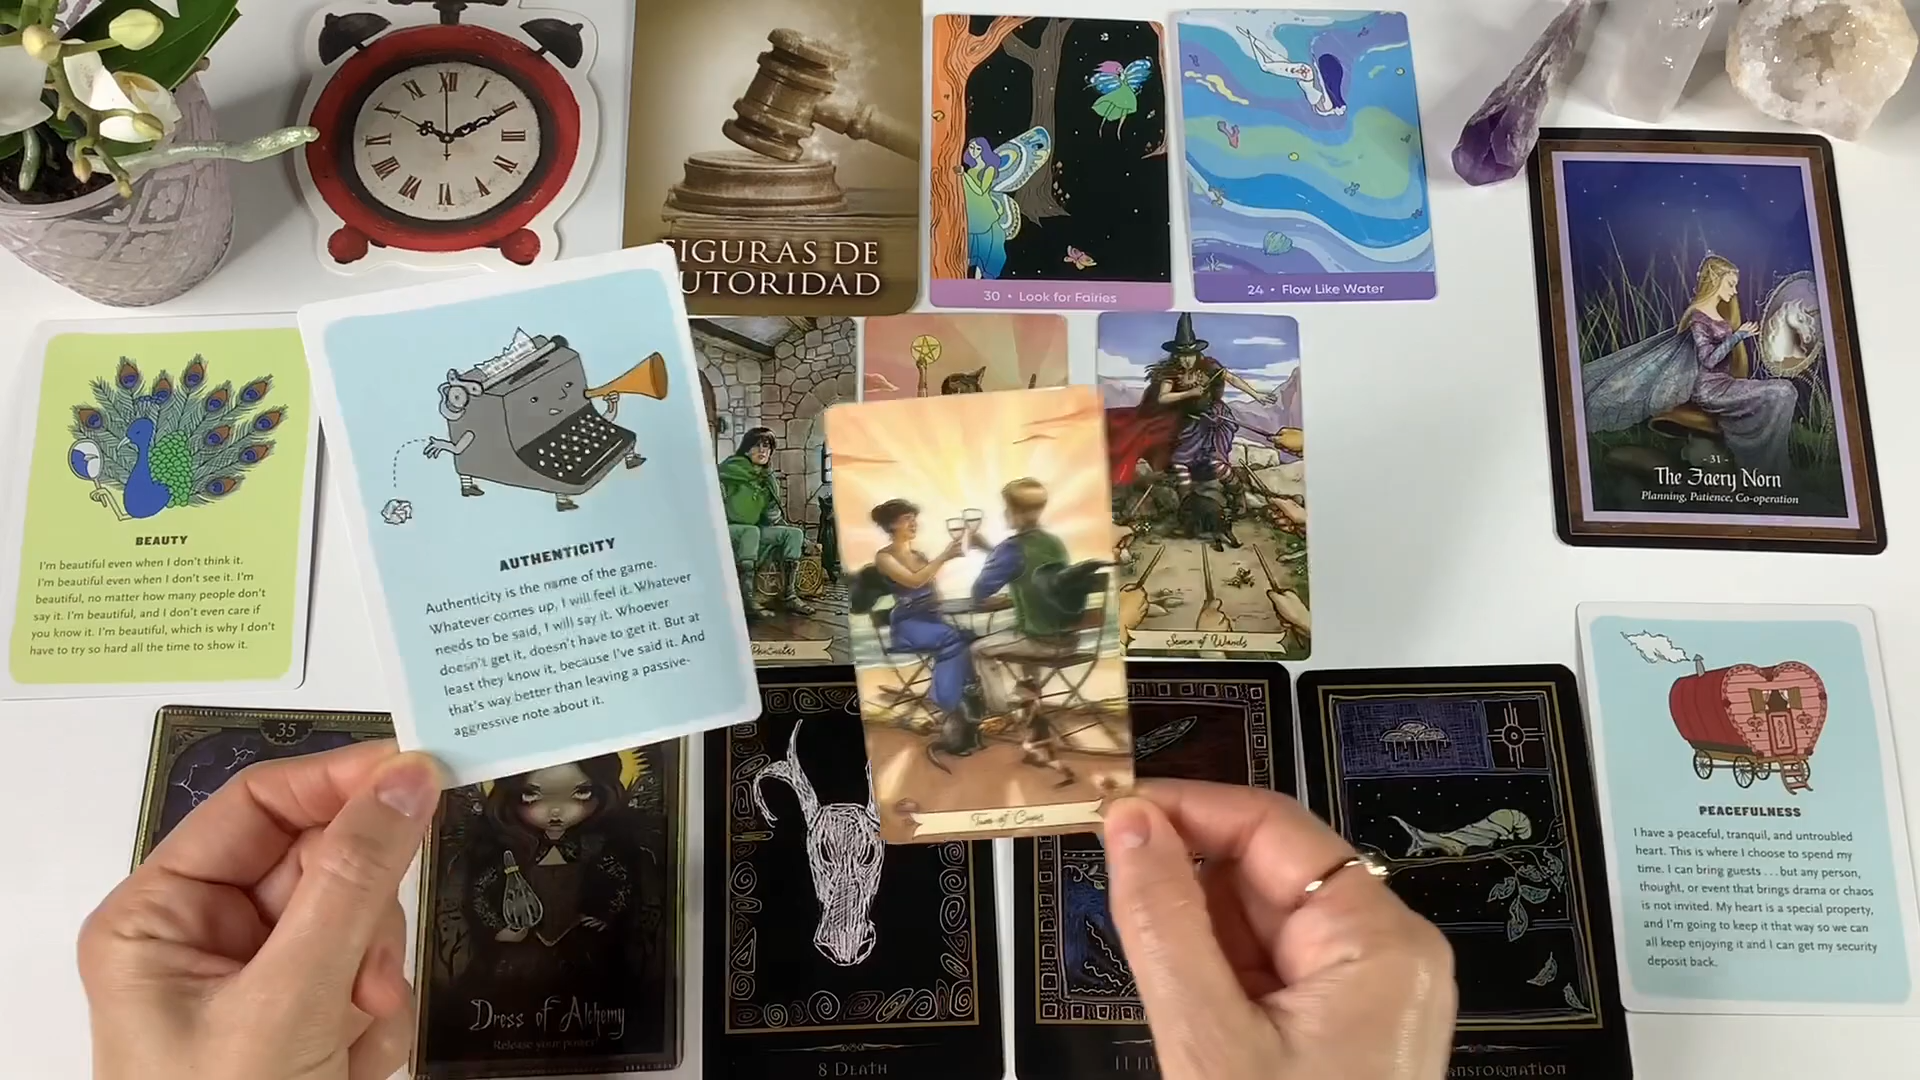 FIGURAS DE
UTORIDAD
30 • Look for Fairies
24 • Flow Like Water
- 31 -
The Faery Norn
Planning, Patience, Co-operation
BEAUTY
I'm beautiful even when I don't think it.
I'm beautiful even when I don't see it. I'm
beautiful, no matter how many people don't
say it. I'm beautiful, and I don't even care if
you know it. I'm beautiful, which is why I don't
have to try so hard all the time to show it.
AUTHENTICITY
Authenticity is the name of the game.
Whatever comes up, I will feel it. Whatever
needs to be said, I will say it. Whoever
doesn't get it, doesn't have to get it. But at
least they know it, because I've said it. And
that's way better than leaving a passive-
aggressive note about it.
Seven of Wands
Two of Cups
35
Dress of Alchemy
Release your power
8 DEATH
PEACEFULNESS
I have a peaceful, tranquil, and untroubled
heart. This is where I choose to spend my
time. I can bring guests . . . but any person,
thought, or event that brings drama or chaos
is not invited. My heart is a special property,
and I'm going to keep it that way so we can
all keep enjoying it and I can get my security
deposit back.